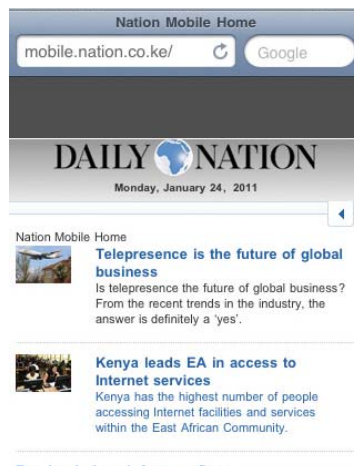 Nation Mobile Home
mobile.nation.co.ke/
Google
DAILY NATION
Monday, January 24, 2011
Nation Mobile Home
Telepresence is the future of global
business
Is telepresence the future of global business?
From the recent trends in the industry, the
answer is definitely a ‘yes’.
Kenya leads EA in access to
Internet services
Kenya has the highest number of people
accessing Internet facilities and services
within the East African Community.